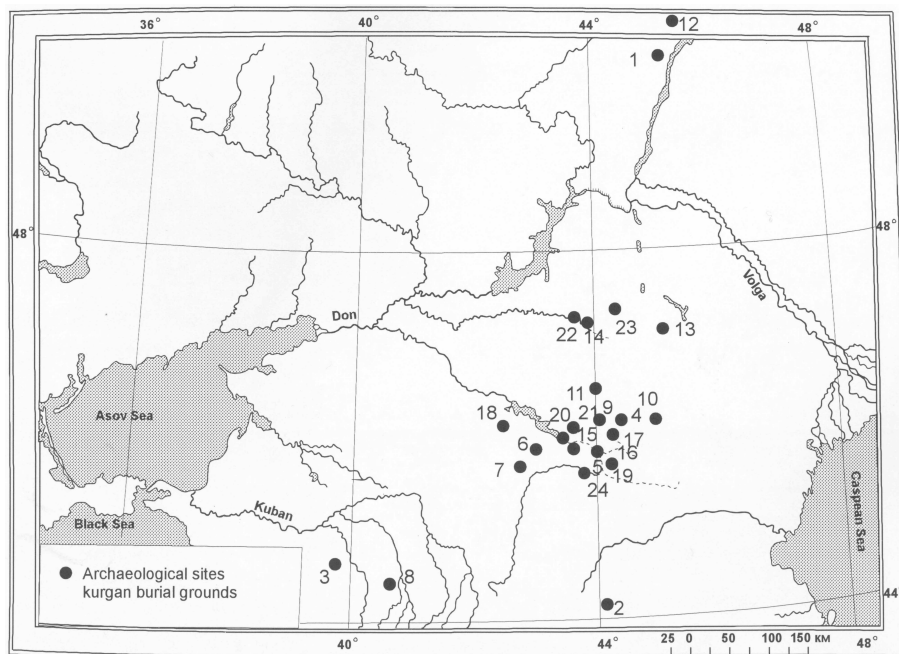 36° 40° 44° 48°
12
1
48° 48°
Volga
Don
22 14 23 13
11
Asov Sea
18 20 21 9 4 10
6 15 17
7 5 16
24 19
Kuban
Black Sea
Caspean Sea
3 8
2
Archaeological sites
kurgan burial grounds
44
40° 44° 48°
25 0 50 100 150 КМ